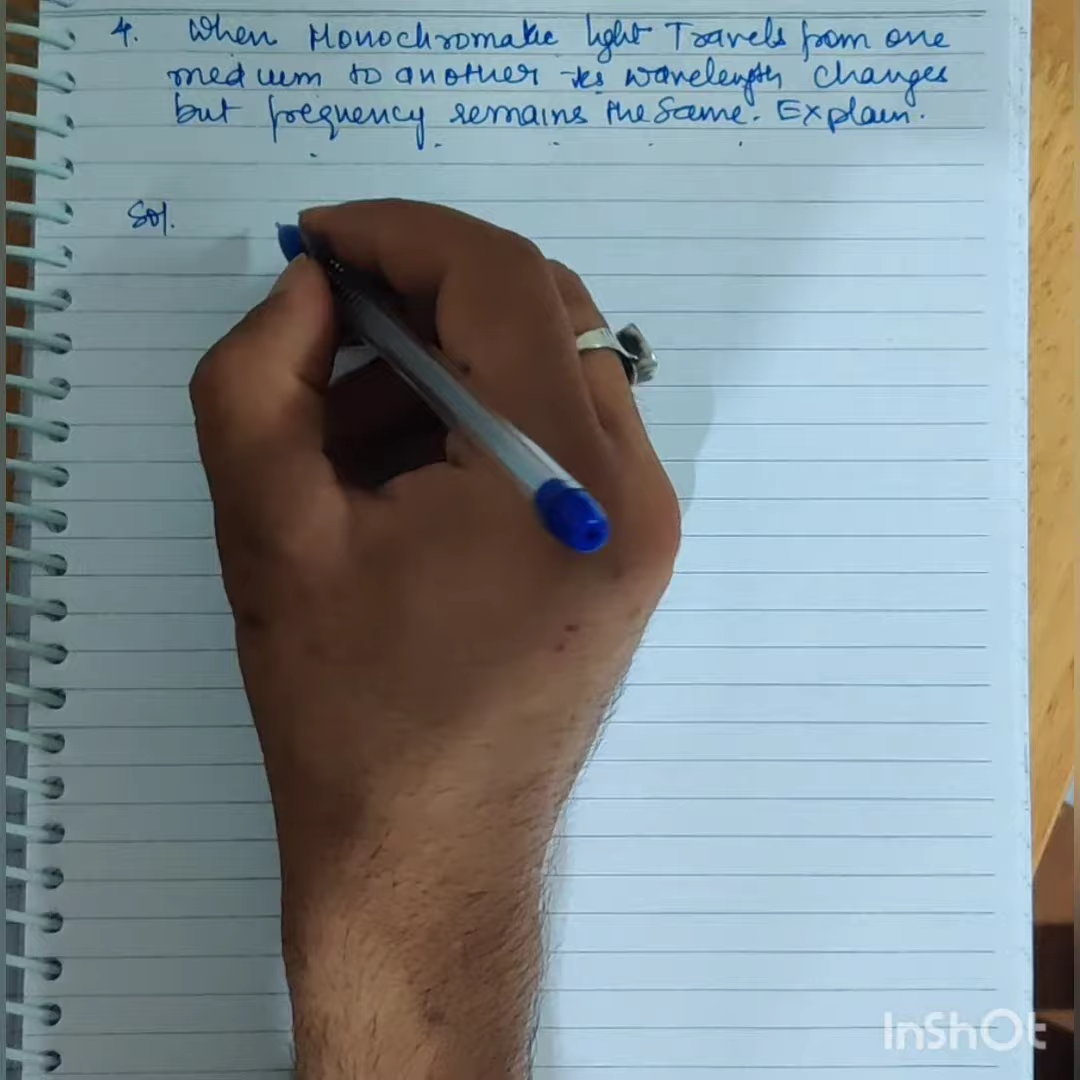 4. When Monochromatic light Travels from one
medium to another its wavelength changes
but frequency remains the Same. Explain.
Sol.
InShOt